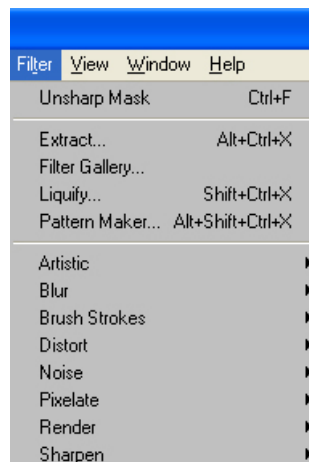 Filter View Window Help
Unsharp Mask Ctrl+F
Extract... Alt+Ctrl+X
Filter Gallery...
Liquify... Shift+Ctrl+X
Pattern Maker... Alt+Shift+Ctrl+X
Artistic
Blur
Brush Strokes
Distort
Noise
Pixelate
Render
Sharpen